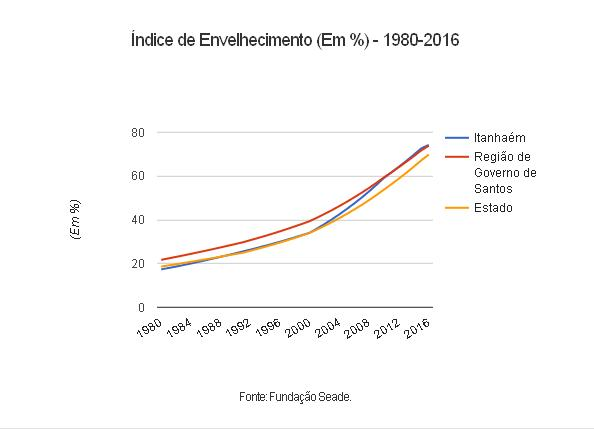 Índice de Envelhecimento (Em %) - 1980-2016
80
60
40
20
0
(Em %)
1980
1984
1988
1992
1996
2000
2004
2008
2012
2016
Itanhaém
Região de
Governo de
Santos
Estado
Fonte: Fundação Seade.